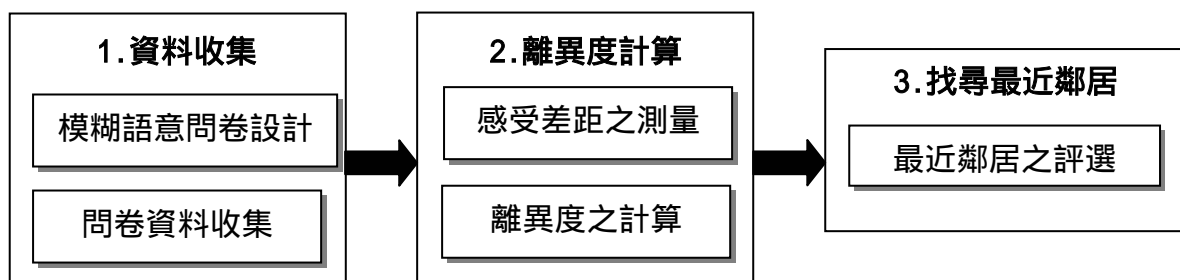 1.資料收集
模糊語意問卷設計
問卷資料收集
2.離異度計算
感受差距之測量
離異度之計算
3.找尋最近鄰居
最近鄰居之評選